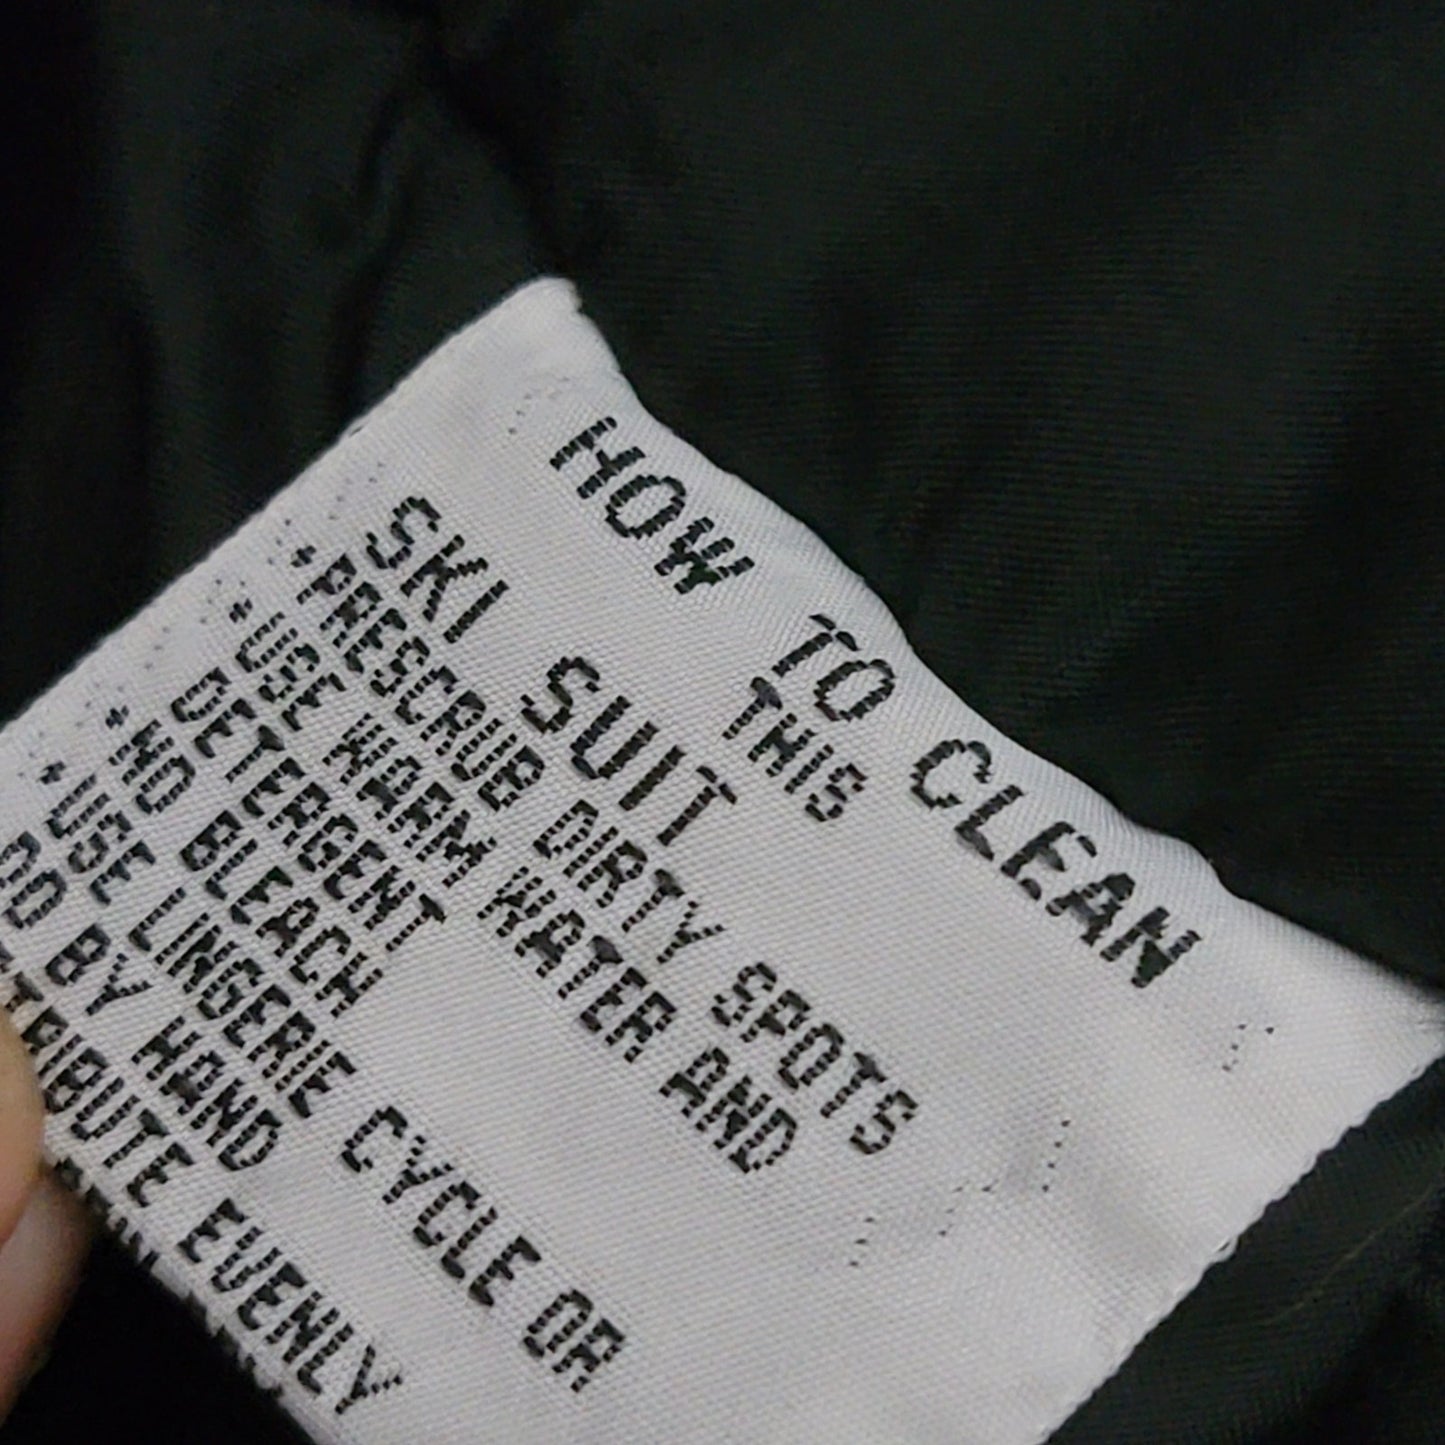 HOW TO CLEAN
THIS
SKI SUIT
+PRESCRUB DIRTY SPOTS
+USE WARM WATER AND
DETERGENT
+NO BLEACH
+USE LINGERIE CYCLE OR
DO BY HAND
TRIBUTE EVENLY